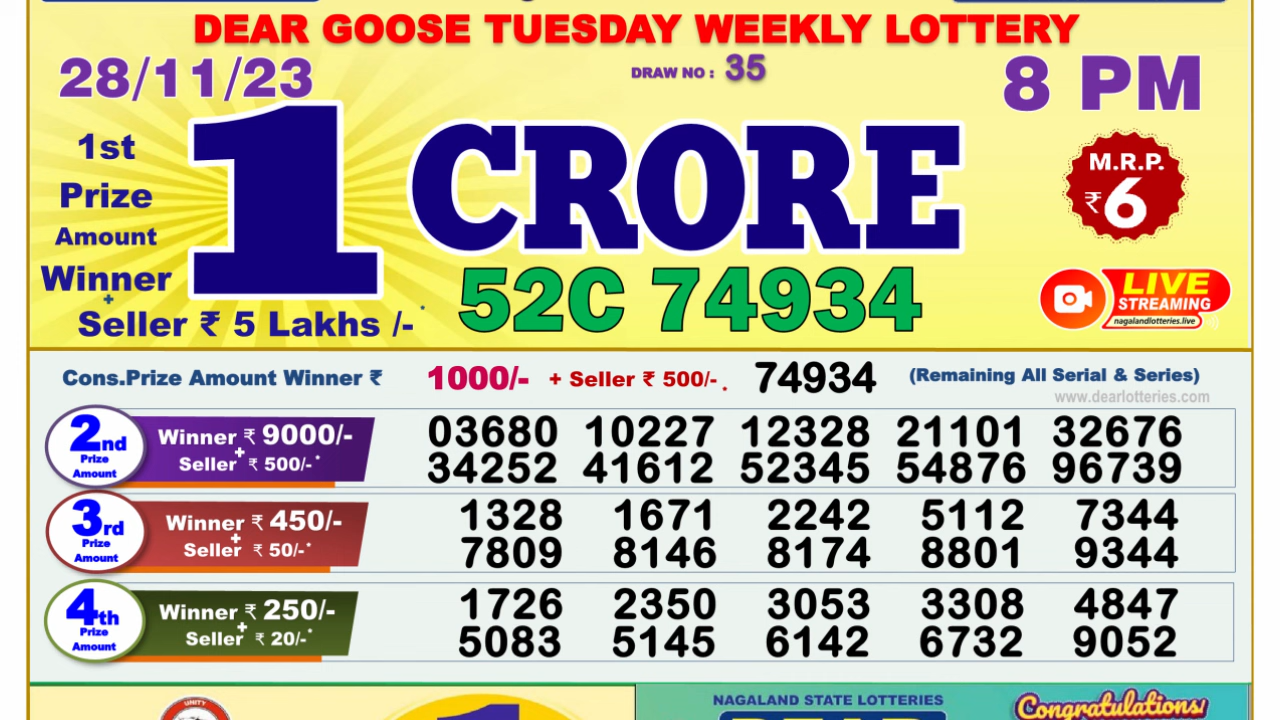 DEAR GOOSE TUESDAY WEEKLY LOTTERY
28/11/23
DRAW NO : 35
8 PM
1st
Prize
Amount
Winner
+
Seller ₹ 5 Lakhs /-*
1 CRORE
52C 74934
M.R.P.
₹ 6
LIVE
STREAMING
nagalandlotteries.live
Cons.Prize Amount Winner ₹ 1000/- + Seller ₹ 500/- . 74934 (Remaining All Serial & Series)
www.dearlotteries.com
2nd
Prize
Amount
Winner ₹ 9000/-
+
Seller ₹ 500/-*
03680 10227 12328 21101 32676
34252 41612 52345 54876 96739
3rd
Prize
Amount
Winner ₹ 450/-
+
Seller ₹ 50/-*
1328 1671 2242 5112 7344
7809 8146 8174 8801 9344
4th
Prize
Amount
Winner ₹ 250/-
+
Seller ₹ 20/-*
1726 2350 3053 3308 4847
5083 5145 6142 6732 9052
UNITY
1
NAGALAND STATE LOTTERIES
DEAR
Congratulations!